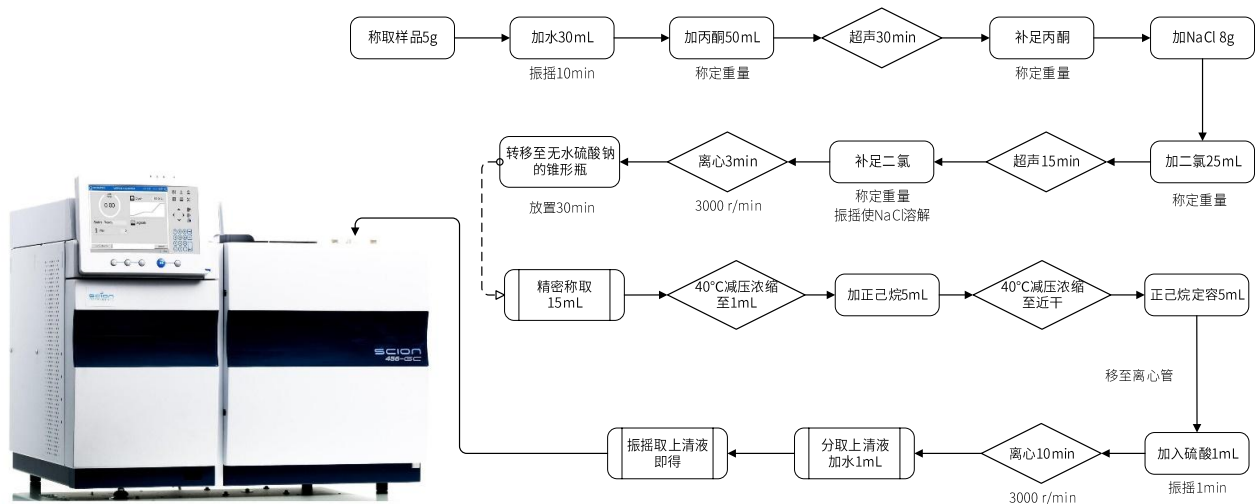 称取样品5g
加水30mL
振摇10min
加丙酮50mL
称定重量
超声30min
补足丙酮
称定重量
加NaCl 8g
加二氯25mL
称定重量
超声15min
补足二氯
称定重量
振摇使NaCl溶解
离心3min
3000 r/min
转移至无水硫酸钠
的锥形瓶
放置30min
精密称取
15mL
40℃减压浓缩
至1mL
加正己烷5mL
40℃减压浓缩
至近干
正己烷定容5mL
移至离心管
加入硫酸1mL
振摇1min
离心10min
3000 r/min
分取上清液
加水1mL
振摇取上清液
即得
0.00
scion
scion
456-GC